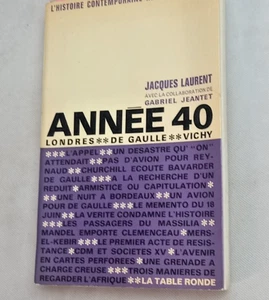 L'HISTOIRE CONTEMPORAINE
JACQUES LAURENT
AVEC LA COLLABORATION DE
GABRIEL JEANTET
ANNÉE 40
LONDRES**DE GAULLE**VICHY
***L'APPEL**UN DESASTRE QU' "ON"
ATTENDAIT**PAS D'AVION POUR REY-
NAUD**CHURCHILL ECOUTE BAVARDER
DE GAULLE***A LA RECHERCHE D'UN
REDUIT*ARMISTICE OU CAPITULATION*
**UNE NUIT A BORDEAUX**UN AVION
POUR DE GAULLE***LE MEMENTO DU 18
JUIN**LA VERITE CONDAMNE L'HISTOIRE
***LES PASSAGERS DU MASSILIA**
MANDEL EMPORTE CLEMENCEAU**MERS-
EL-KEBIR***LE PREMIER ACTE DE RESIS-
TANCE**CDM ET SOCIETES XV**L'AVENIR
EN CARTES PERFORÉES**UNE GRENADE A
CHARGE CREUSE***TROIS MANIERES DE
REGARDER L'AFRIQUE**LA TABLE RONDE